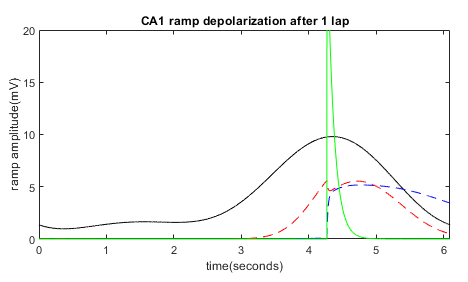 CA1 ramp depolarization after 1 lap
20
15
10
5
0
ramp amplitude(mV)
0 1 2 3 4 5 6
time(seconds)